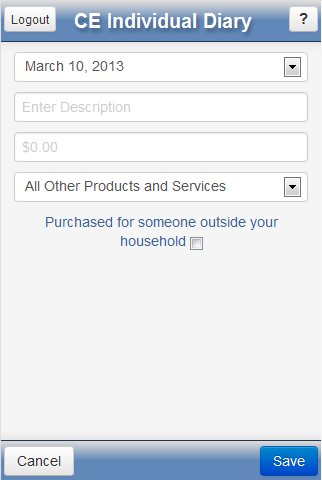 Logout CE Individual Diary ?
March 10, 2013
Enter Description
$0.00
All Other Products and Services
Purchased for someone outside your
household
Cancel Save